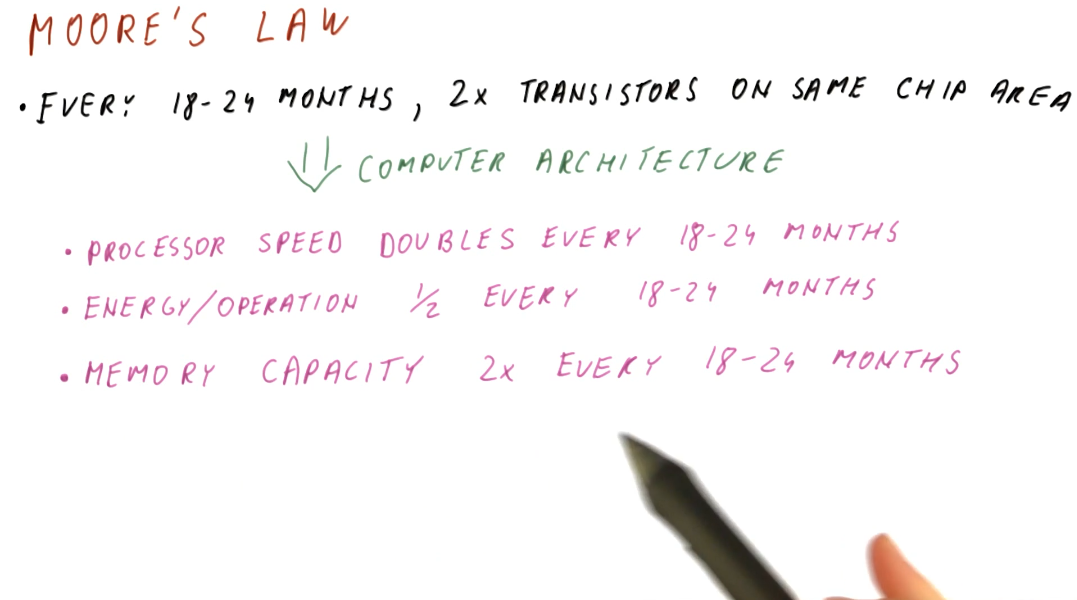 MOORE'S LAW
• EVERY 18-24 MONTHS, 2x TRANSISTORS ON SAME CHIP AREA
COMPUTER ARCHITECTURE
• PROCESSOR SPEED DOUBLES EVERY 18-24 MONTHS
• ENERGY/OPERATION 1/2 EVERY 18-24 MONTHS
• MEMORY CAPACITY 2x EVERY 18-24 MONTHS